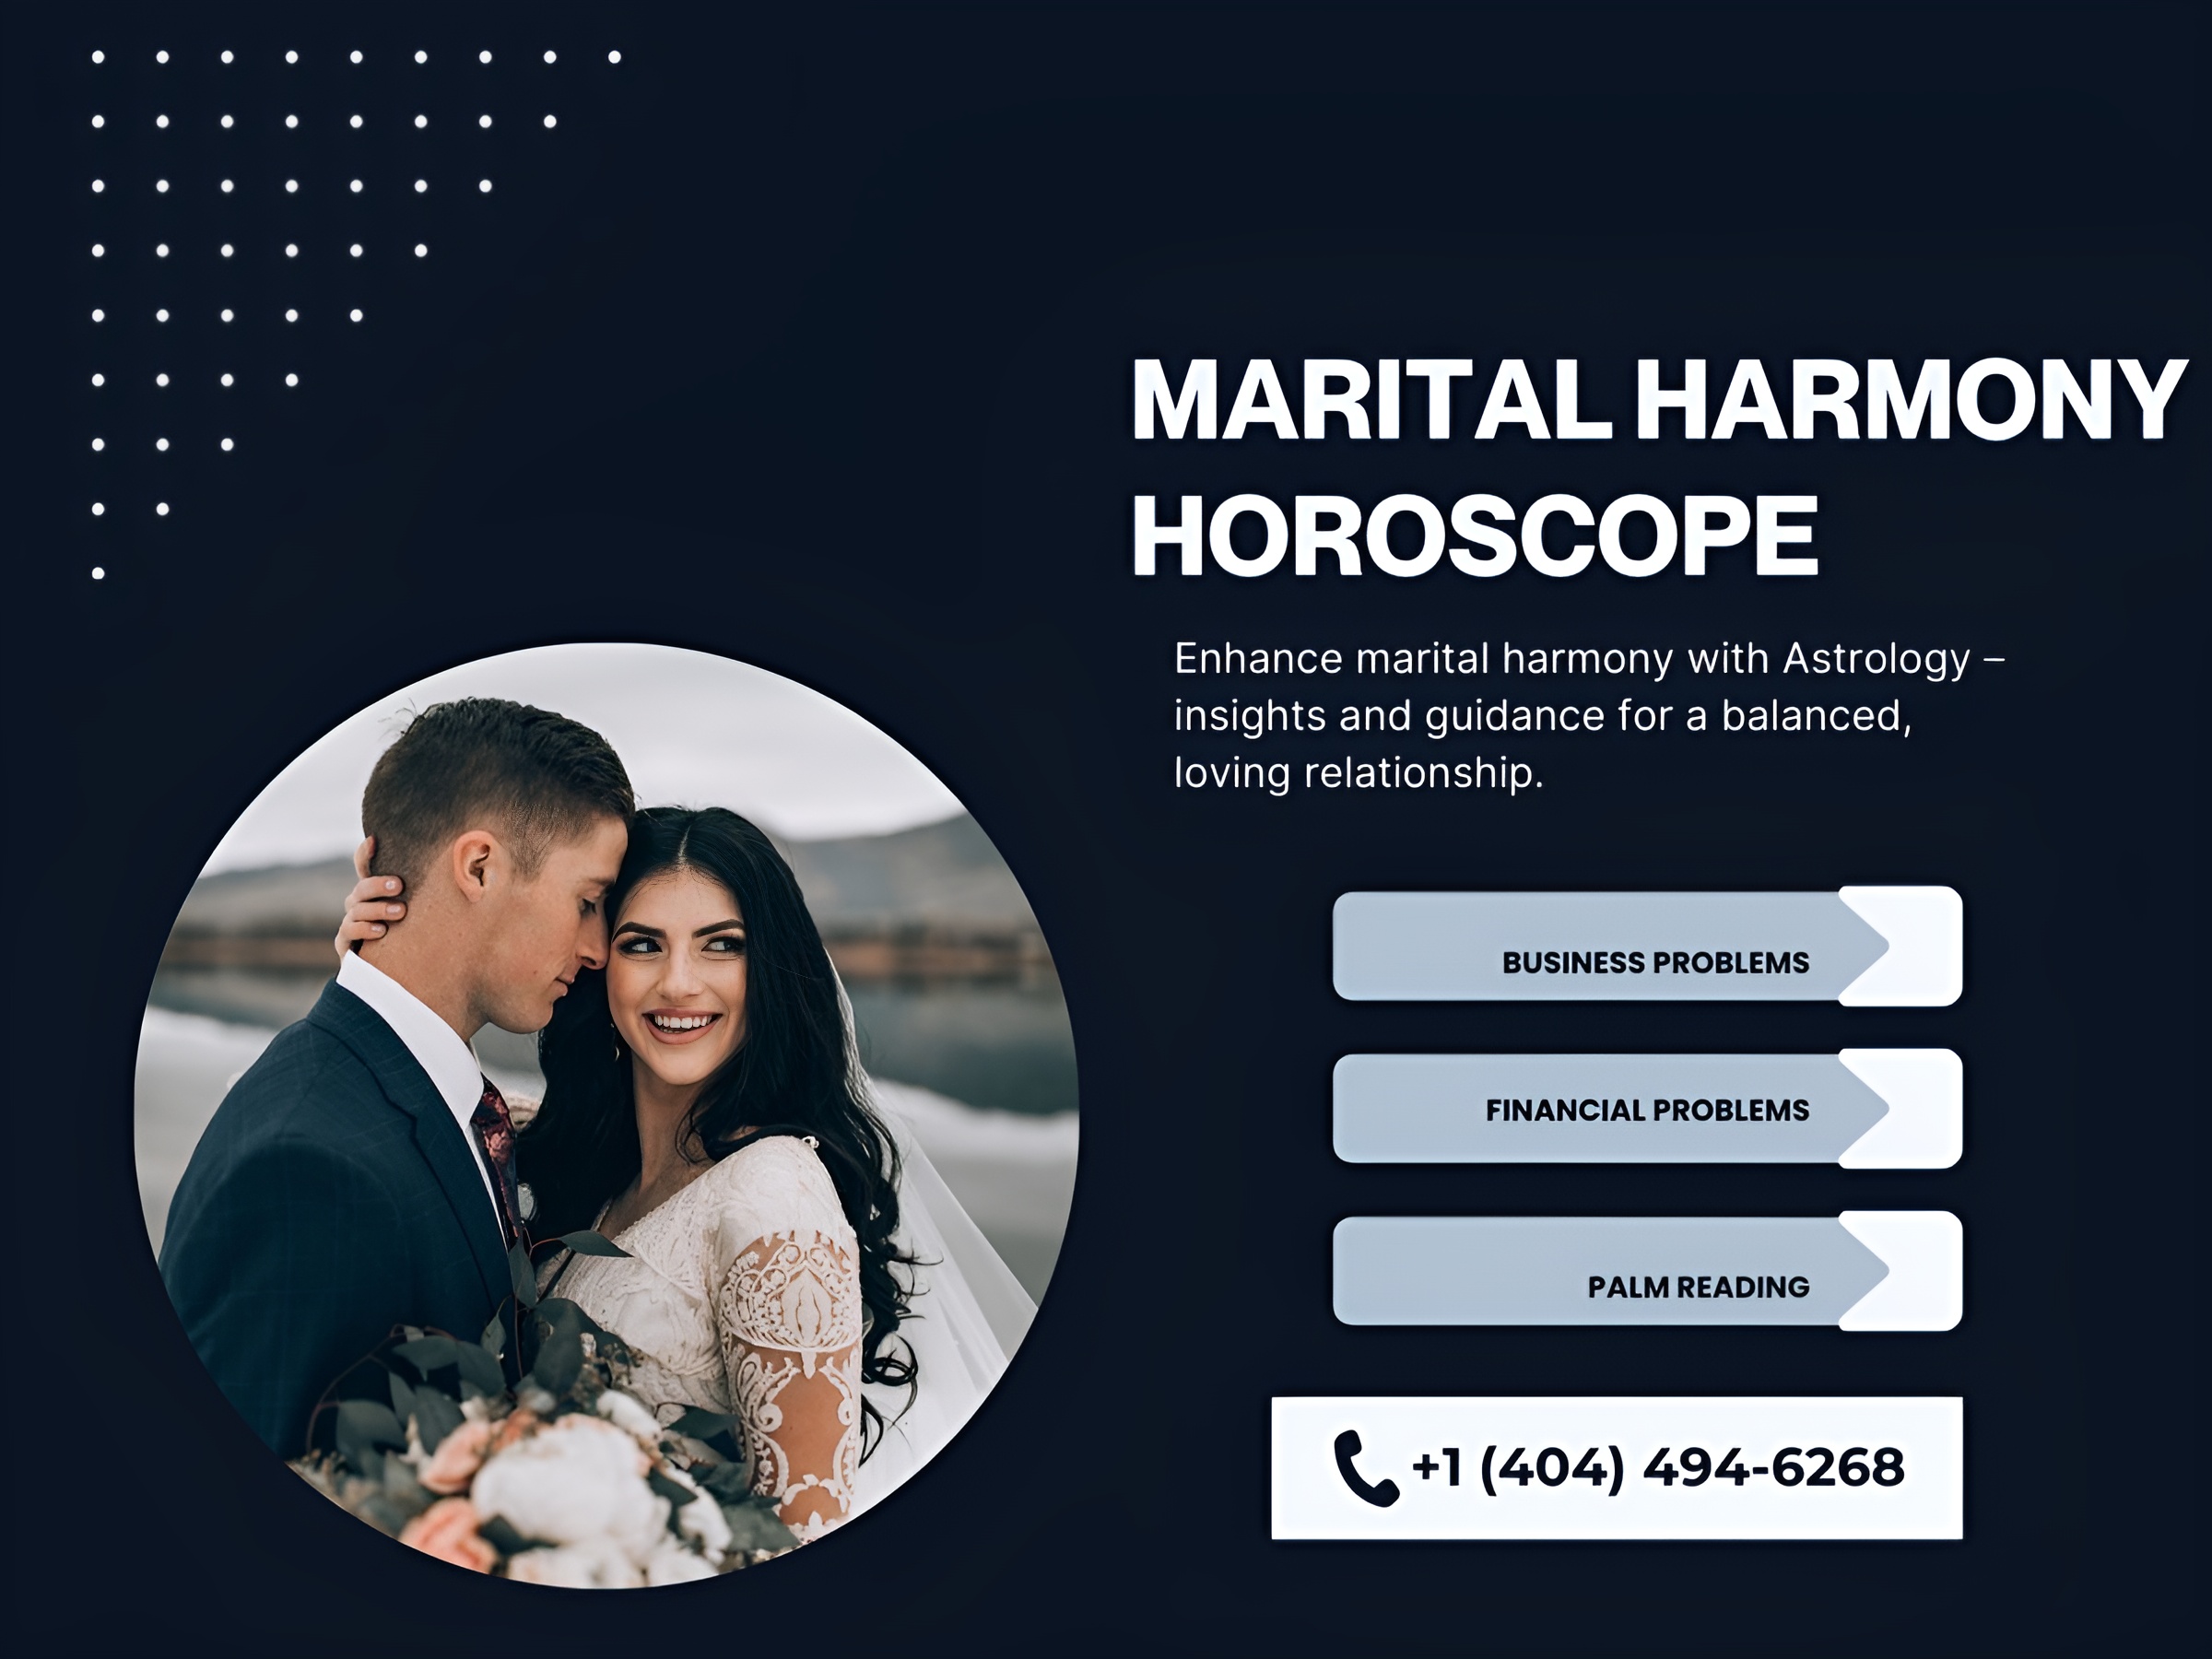 MARITAL HARMONY
HOROSCOPE
Enhance marital harmony with Astrology –
insights and guidance for a balanced,
loving relationship.
BUSINESS PROBLEMS
FINANCIAL PROBLEMS
PALM READING
+1 (404) 494-6268